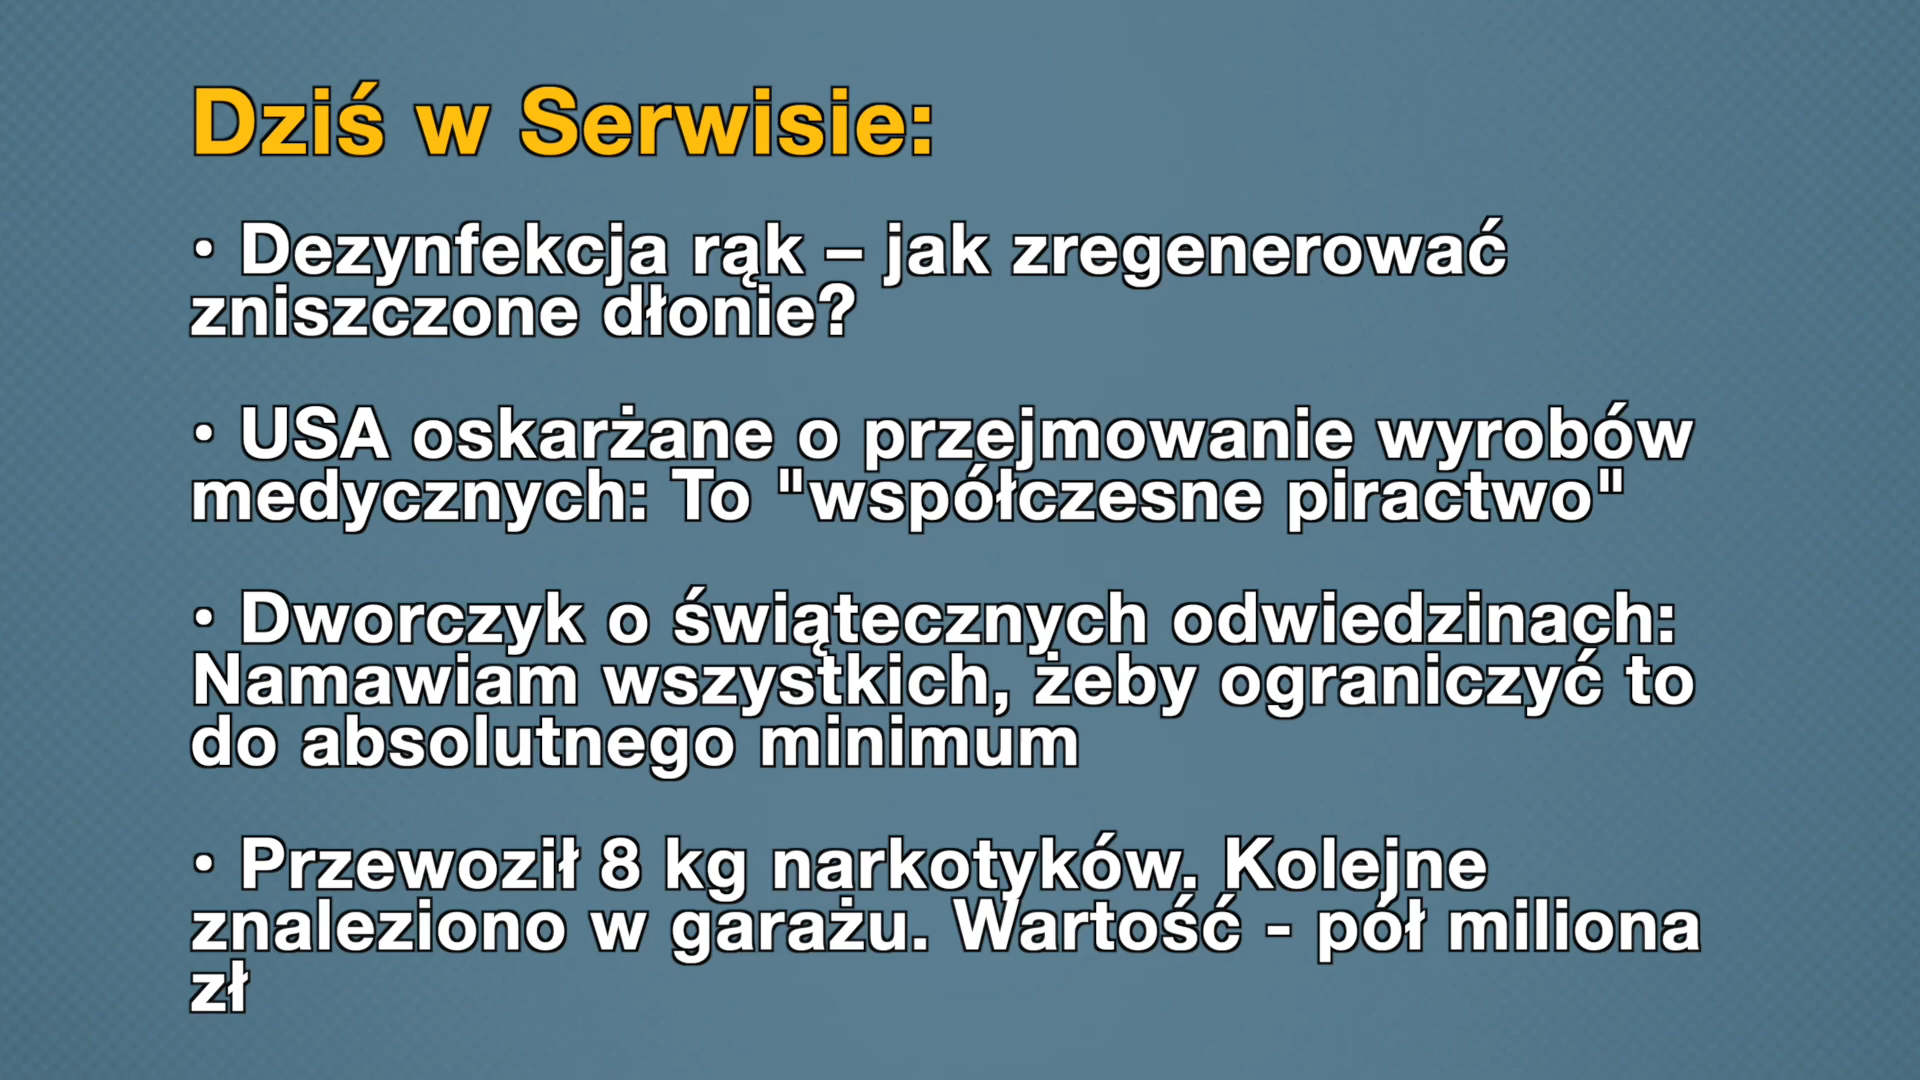 Dziś w Serwisie:
• Dezynfekcja rąk – jak zregenerować
zniszczone dłonie?
• USA oskarżane o przejmowanie wyrobów
medycznych: To "współczesne piractwo"
• Dworczyk o świątecznych odwiedzinach:
Namawiam wszystkich, żeby ograniczyć to
do absolutnego minimum
• Przewoził 8 kg narkotyków. Kolejne
znaleziono w garażu. Wartość - pół miliona
zł